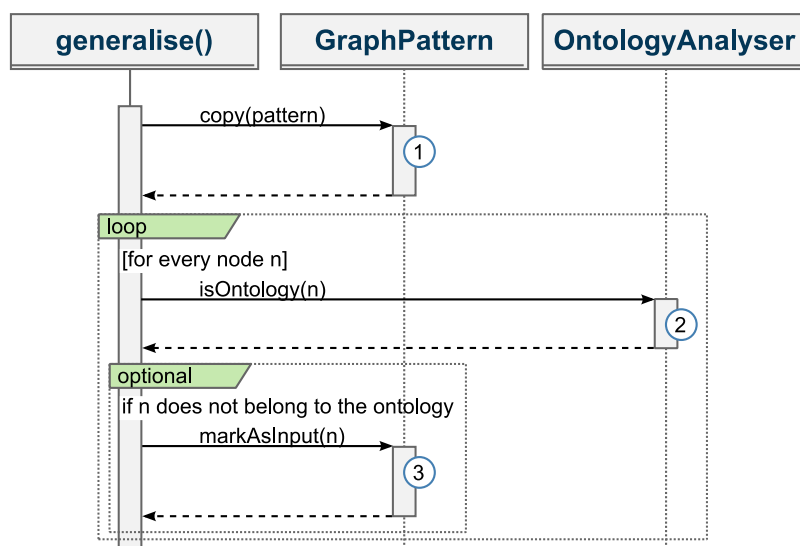 generalise()
GraphPattern
OntologyAnalyser
copy(pattern)
1
loop
[for every node n]
isOntology(n)
2
optional
if n does not belong to the ontology
markAsInput(n)
3